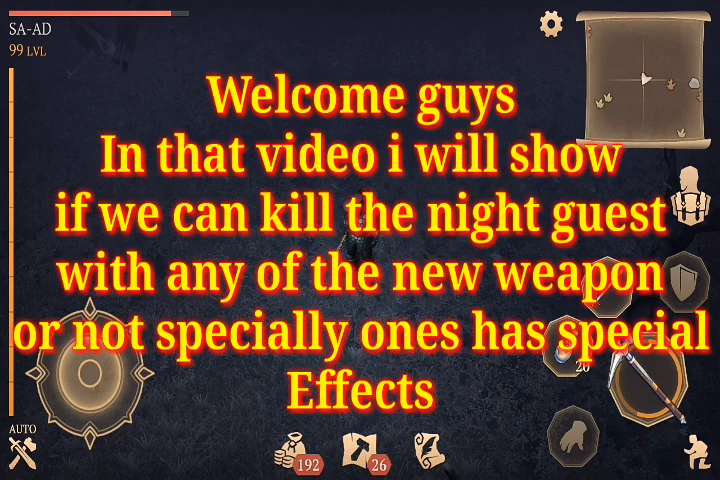 SA-AD
99 LVL
Welcome guys
In that video i will show
if we can kill the night guest
with any of the new weapon
or not specially ones has special
Effects
20
AUTO
192
26